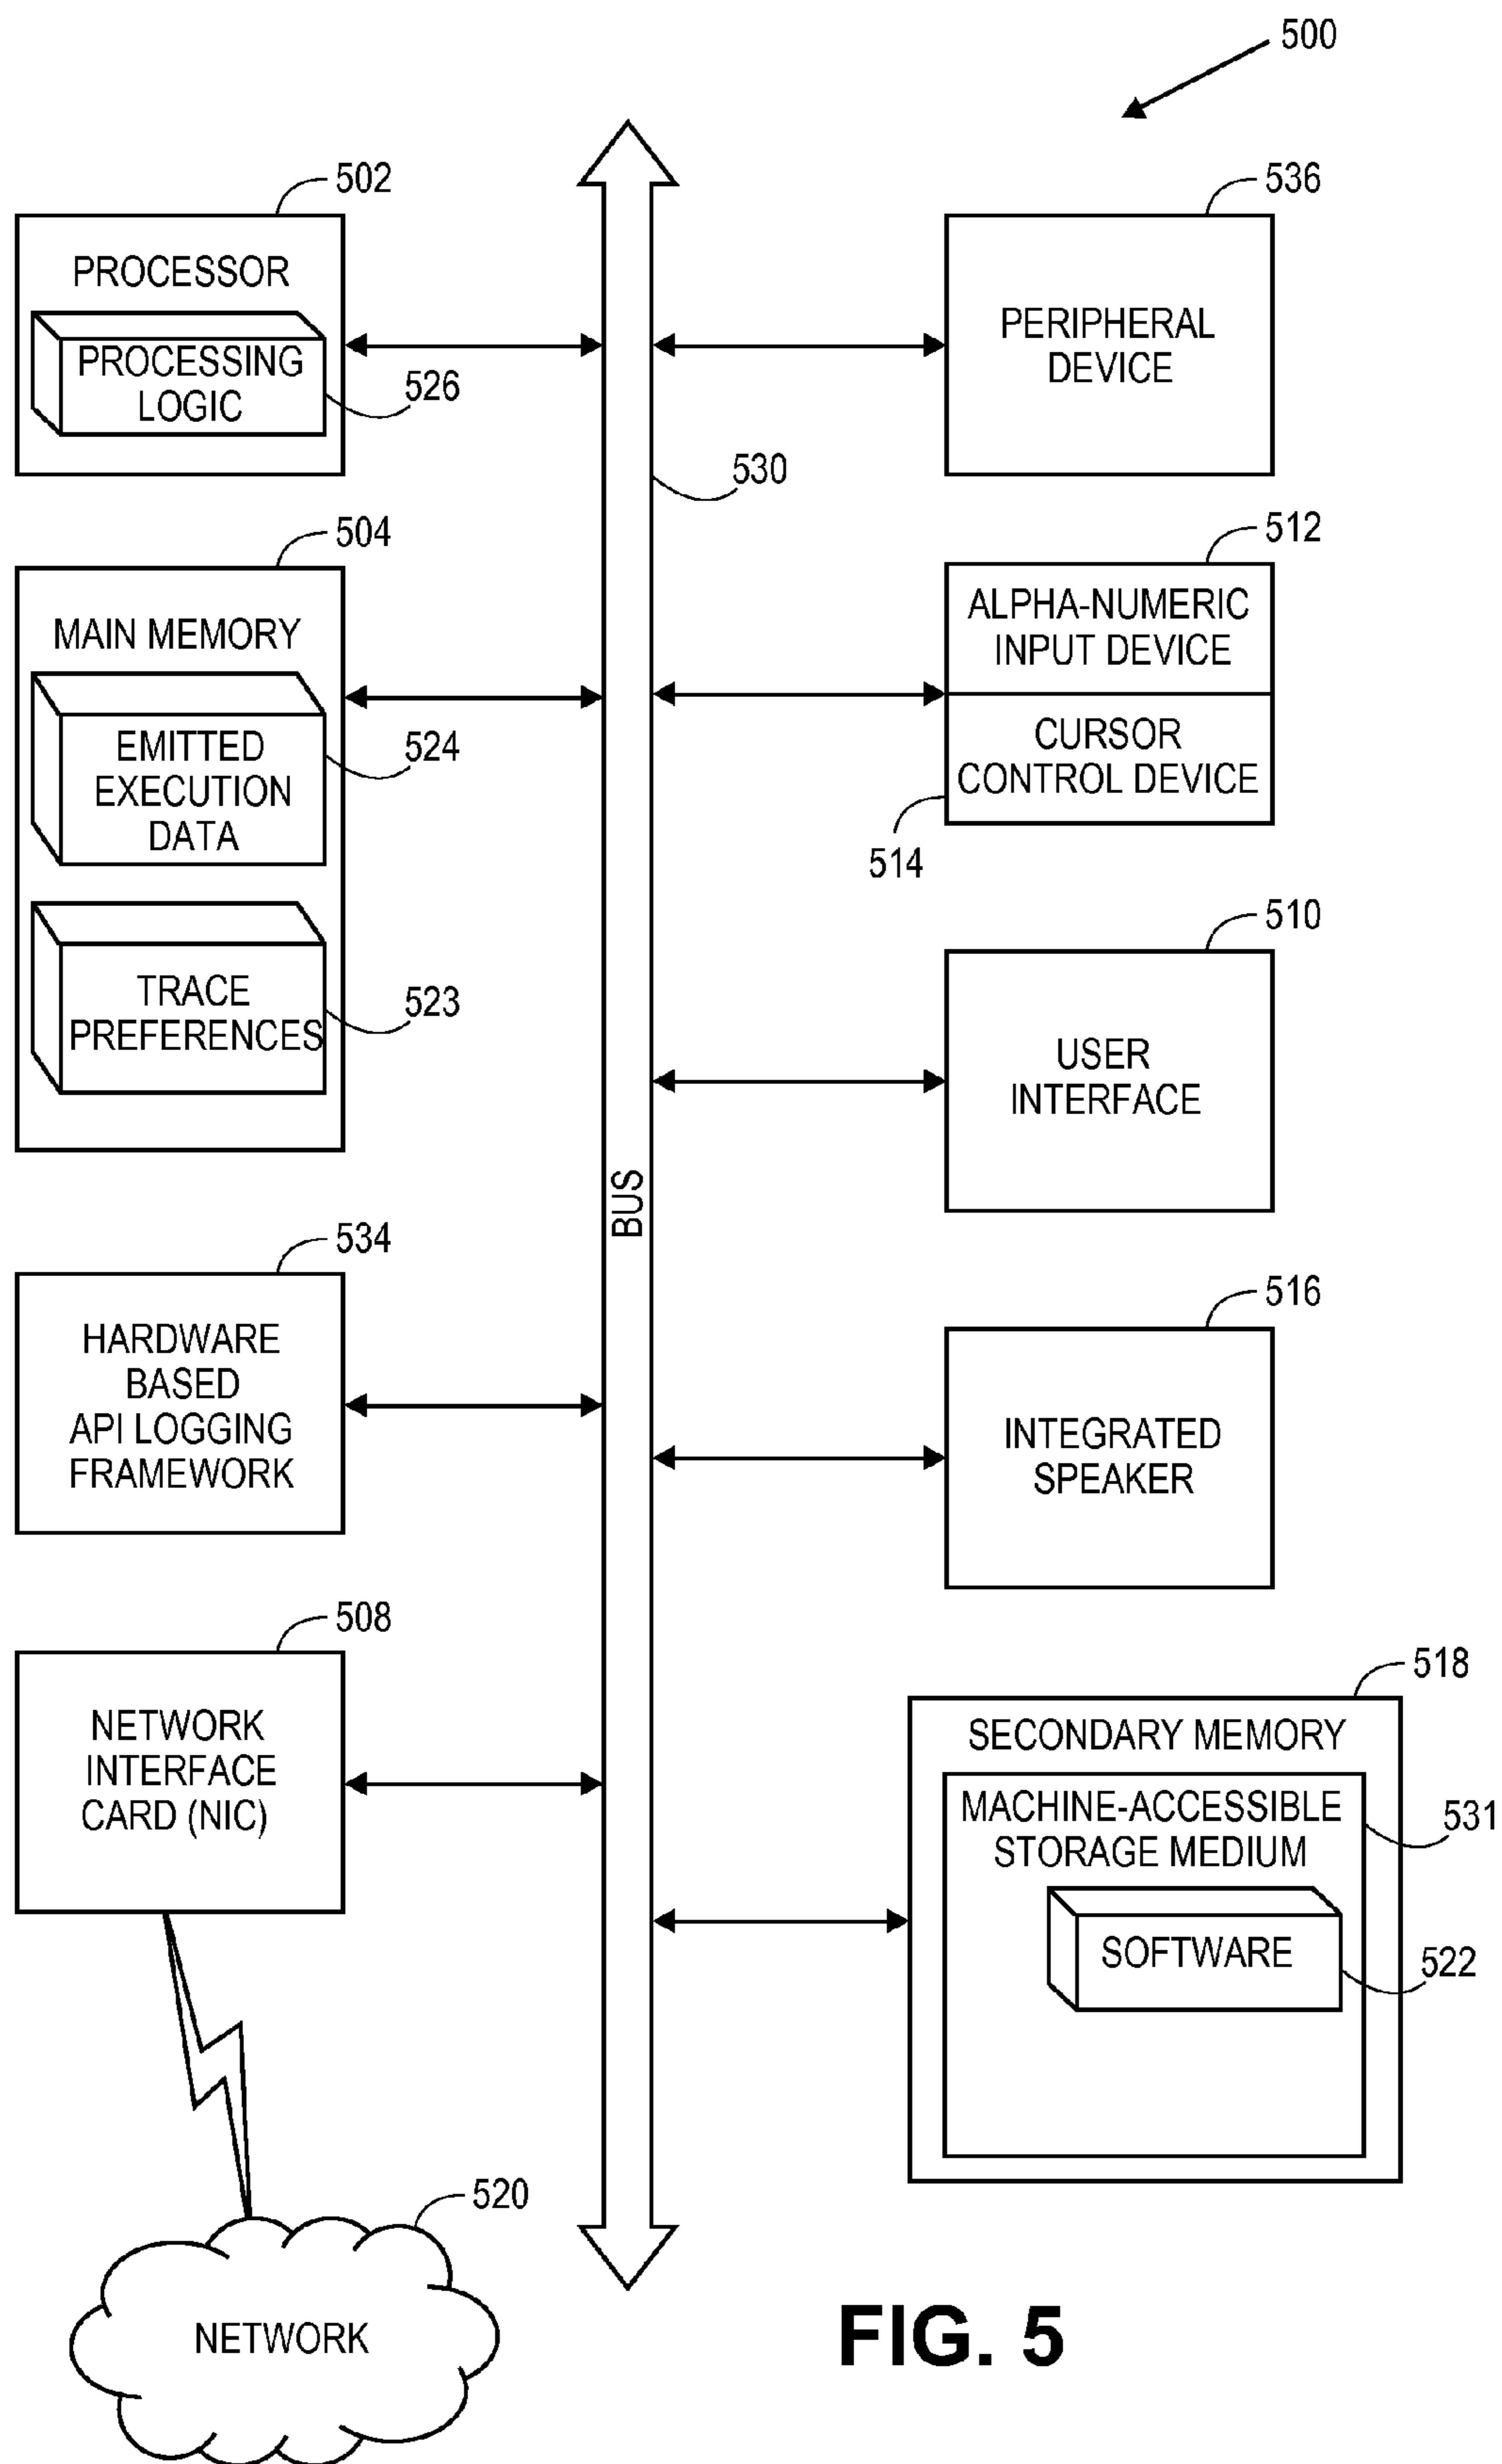 500
502
PROCESSOR
PROCESSING
LOGIC
526
536
PERIPHERAL
DEVICE
530
504
MAIN MEMORY
EMITTED
EXECUTION
DATA
524
TRACE
PREFERENCES
523
512
ALPHA-NUMERIC
INPUT DEVICE
CURSOR
CONTROL DEVICE
514
510
USER
INTERFACE
BUS
534
HARDWARE
BASED
API LOGGING
FRAMEWORK
516
INTEGRATED
SPEAKER
508
NETWORK
INTERFACE
CARD (NIC)
518
SECONDARY MEMORY
MACHINE-ACCESSIBLE
STORAGE MEDIUM
531
SOFTWARE
522
520
NETWORK
FIG. 5